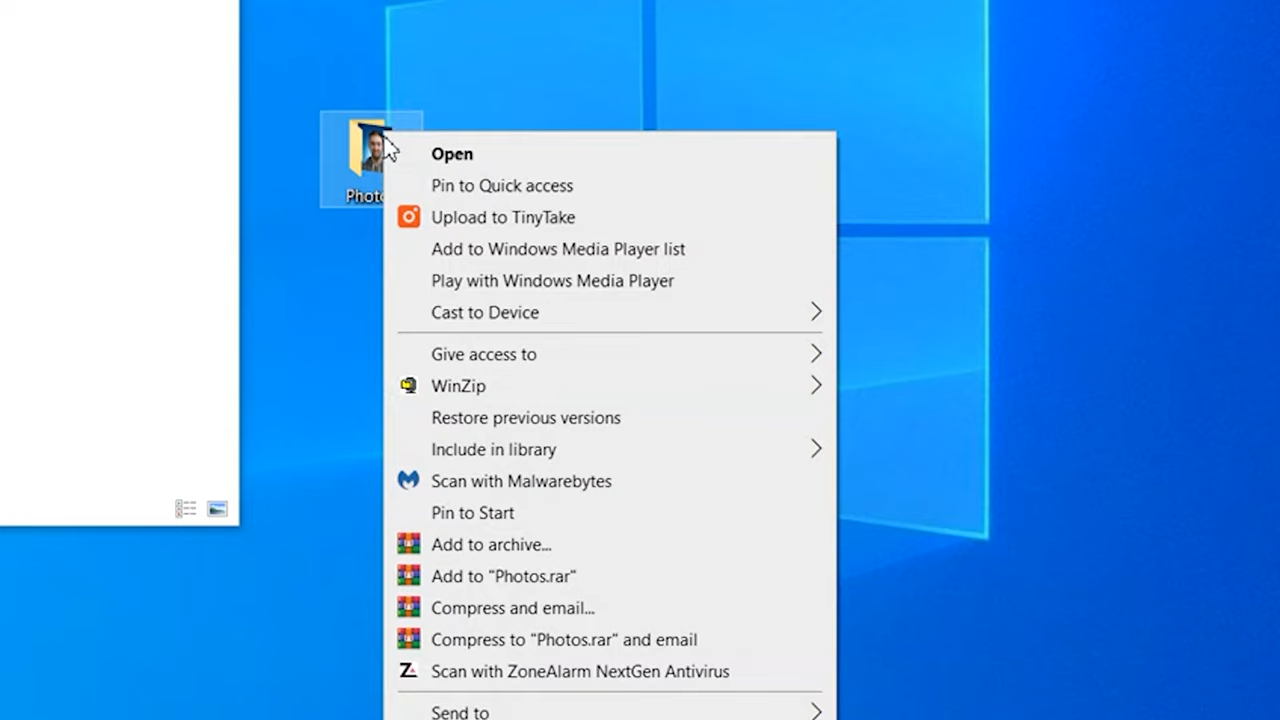 Open
Pin to Quick access
Upload to TinyTake
Add to Windows Media Player list
Play with Windows Media Player
Cast to Device
Give access to
WinZip
Restore previous versions
Include in library
Scan with Malwarebytes
Pin to Start
Add to archive...
Add to "Photos.rar"
Compress and email...
Compress to "Photos.rar" and email
Scan with ZoneAlarm NextGen Antivirus
Send to